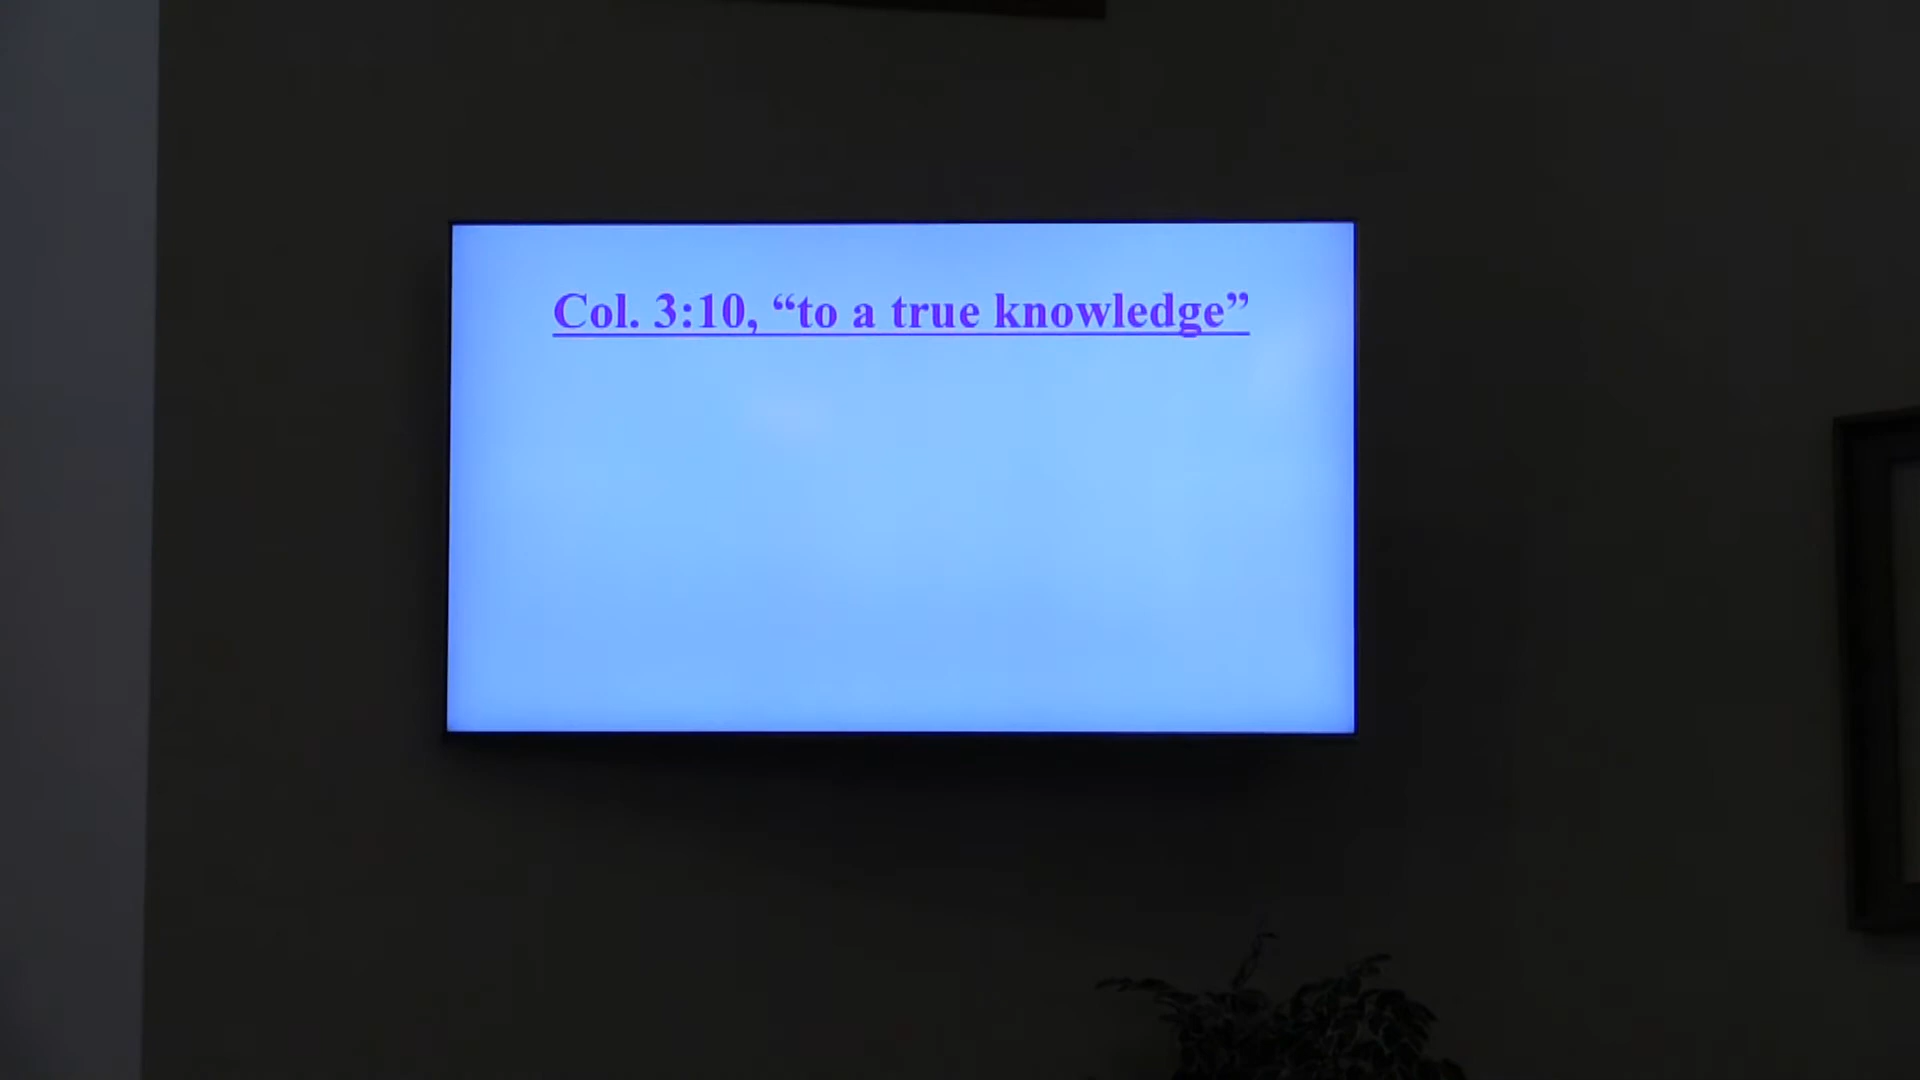 Col. 3:10, “to a true knowledge”